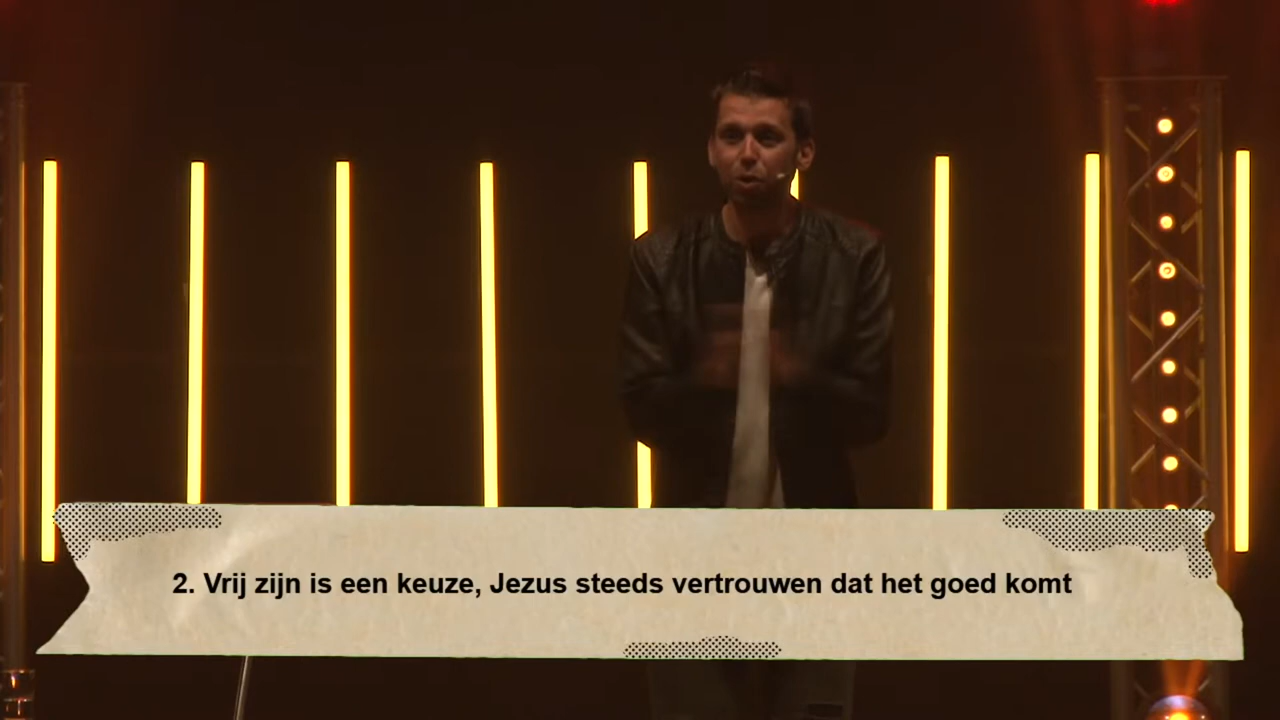 2. Vrij zijn is een keuze, Jezus steeds vertrouwen dat het goed komt